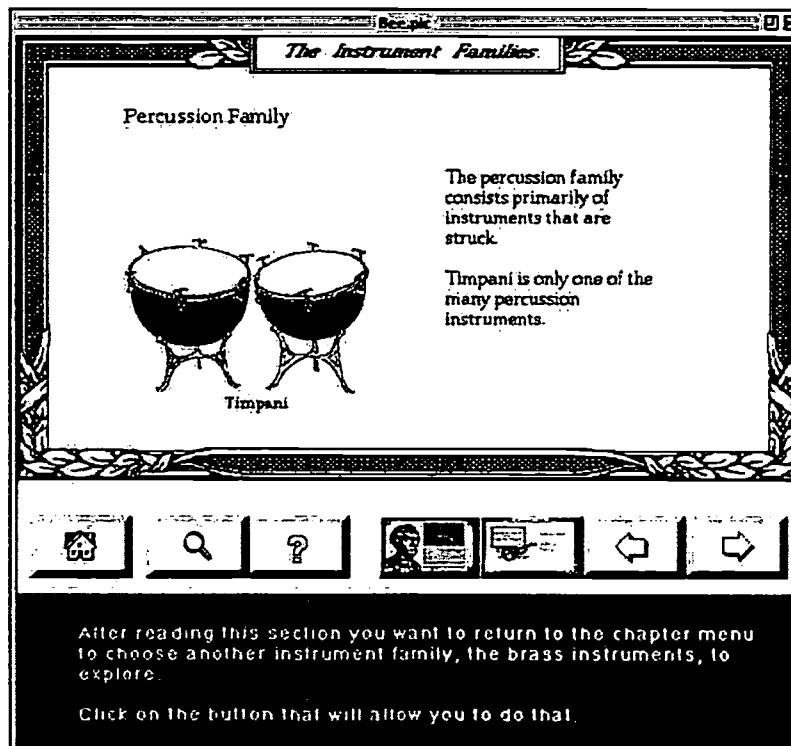 Bee.pic
The Instrument Families
Percussion Family
The percussion family
consists primarily of
instruments that are
struck.
Timpani is only one of the
many percussion
instruments.
Timpani
?
After reading this section you want to return to the chapter menu
to choose another instrument family, the brass instruments, to
explore.
Click on the button that will allow you to do that.